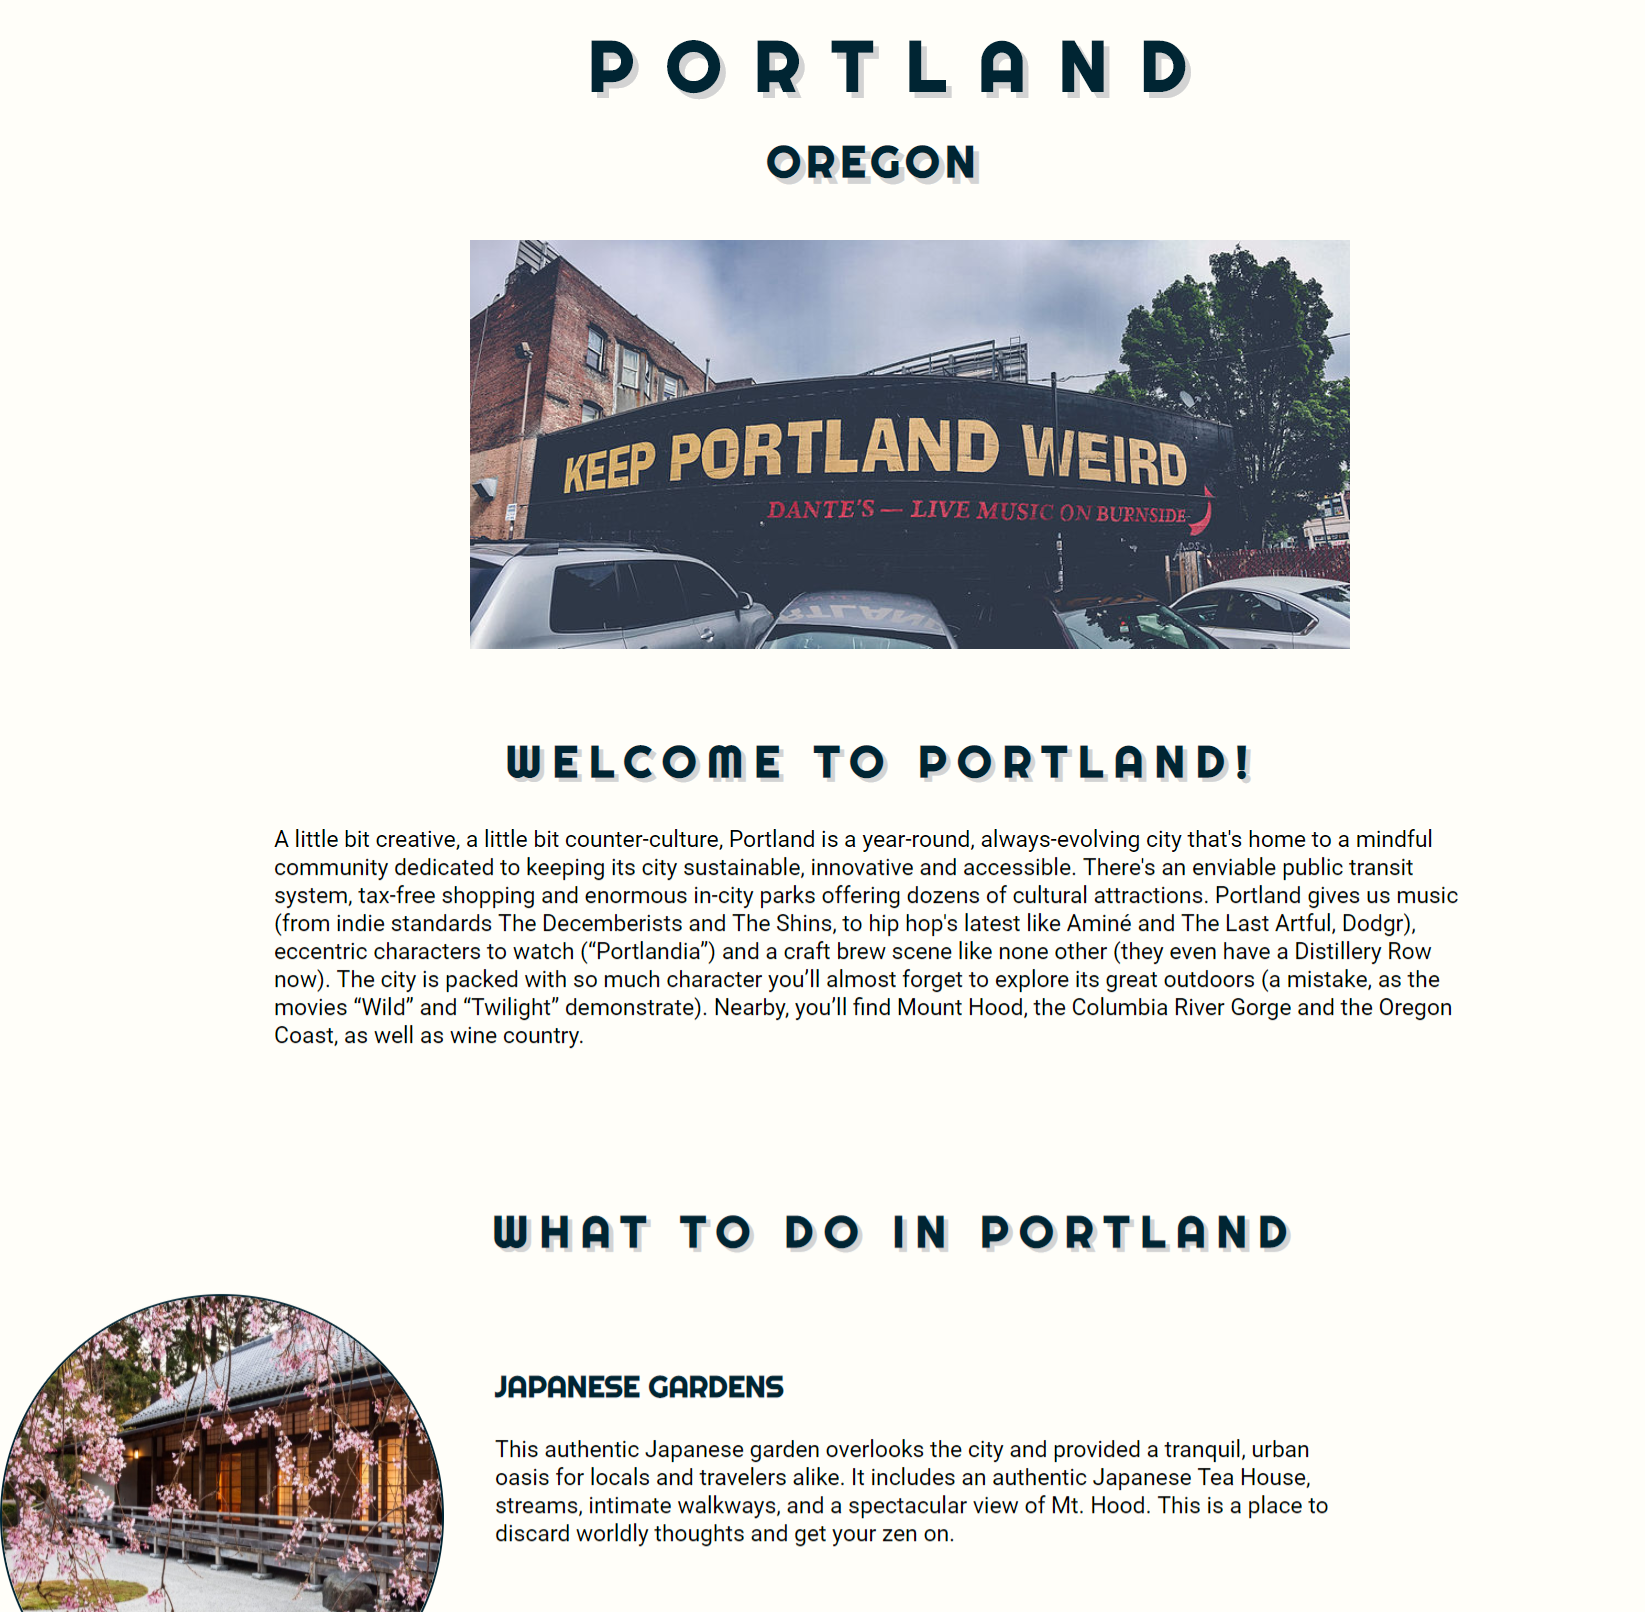 PORTLAND
OREGON
KEEP PORTLAND WEIRD
DANTE'S — LIVE MUSIC ON BURNSIDE
WELCOME TO PORTLAND!
A little bit creative, a little bit counter-culture, Portland is a year-round, always-evolving city that's home to a mindful
community dedicated to keeping its city sustainable, innovative and accessible. There's an enviable public transit
system, tax-free shopping and enormous in-city parks offering dozens of cultural attractions. Portland gives us music
(from indie standards The Decemberists and The Shins, to hip hop's latest like Aminé and The Last Artful, Dodgr),
eccentric characters to watch (“Portlandia”) and a craft brew scene like none other (they even have a Distillery Row
now). The city is packed with so much character you’ll almost forget to explore its great outdoors (a mistake, as the
movies “Wild” and “Twilight” demonstrate). Nearby, you’ll find Mount Hood, the Columbia River Gorge and the Oregon
Coast, as well as wine country.
WHAT TO DO IN PORTLAND
JAPANESE GARDENS
This authentic Japanese garden overlooks the city and provided a tranquil, urban
oasis for locals and travelers alike. It includes an authentic Japanese Tea House,
streams, intimate walkways, and a spectacular view of Mt. Hood. This is a place to
discard worldly thoughts and get your zen on.